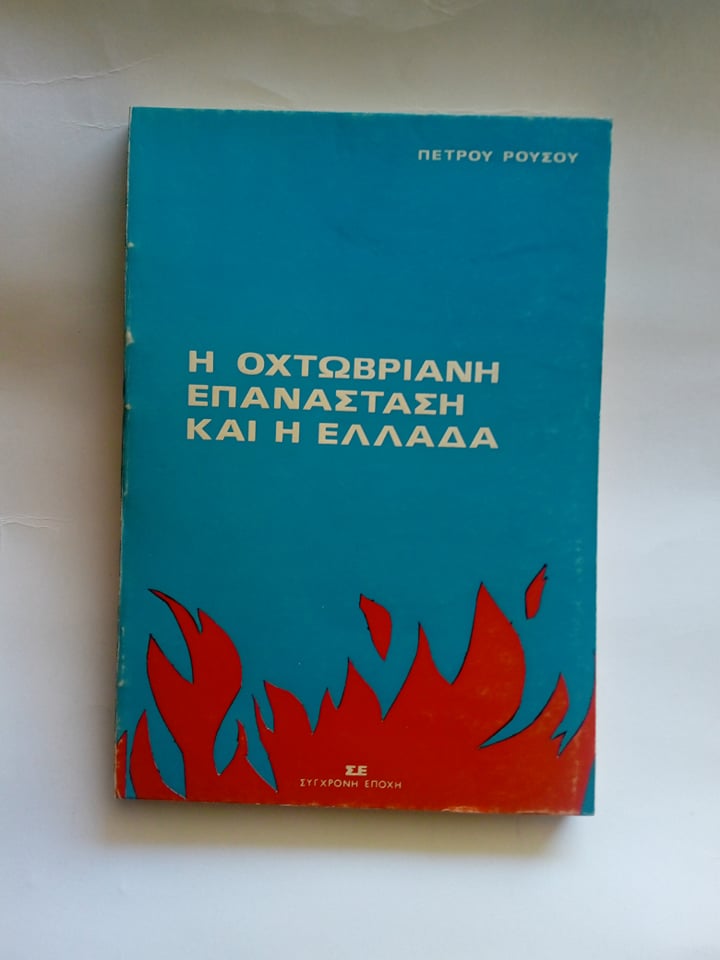 ΠΕΤΡΟΥ ΡΟΥΣΟΥ
Η ΟΧΤΩΒΡΙΑΝΗ
ΕΠΑΝΑΣΤΑΣΗ
ΚΑΙ Η ΕΛΛΑΔΑ
ΣΕ
ΣΥΓΧΡΟΝΗ ΕΠΟΧΗ